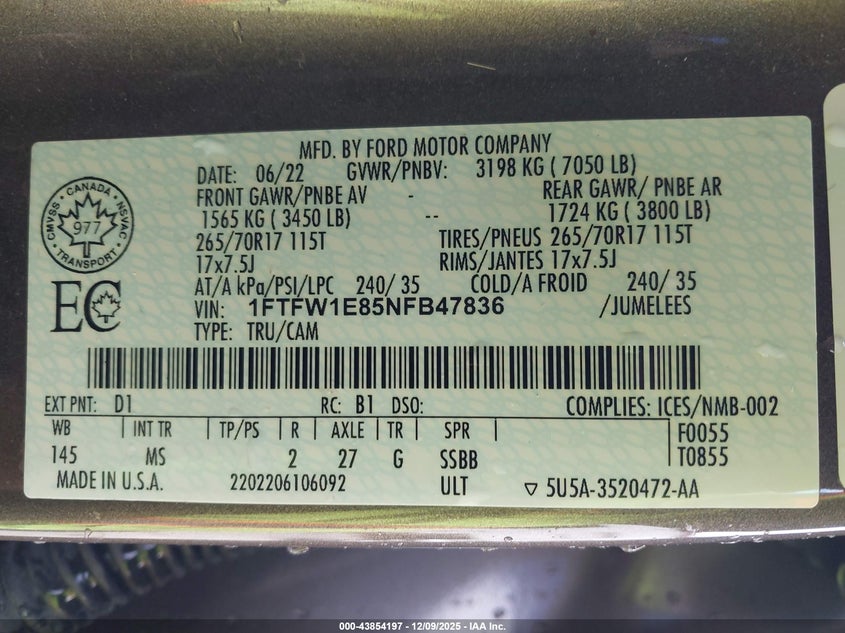 MFD. BY FORD MOTOR COMPANY
DATE: 06/22 GVWR/PNBV: 3198 KG ( 7050 LB)
FRONT GAWR/PNBE AV - REAR GAWR/ PNBE AR
1565 KG ( 3450 LB) -- 1724 KG ( 3800 LB)
265/70R17 115T TIRES/PNEUS 265/70R17 115T
17x7.5J RIMS/JANTES 17x7.5J
AT/A kPa/PSI/LPC 240/ 35 COLD/A FROID 240/ 35
VIN: 1FTFW1E85NFB47836 /JUMELEES
TYPE: TRU/CAM
CANADA
CMVSS NSVAC
977
TRANSPORT
EC
EXT PNT: D1 RC: B1 DSO: COMPLIES: ICES/NMB-002
WB INT TR TP/PS R AXLE TR SPR F0055
145 MS 2 27 G SSBB T0855
MADE IN U.S.A. 2202206106092 ULT ▽ 5U5A-3520472-AA
000-43854197 - 12/09/2025 - IAA Inc.